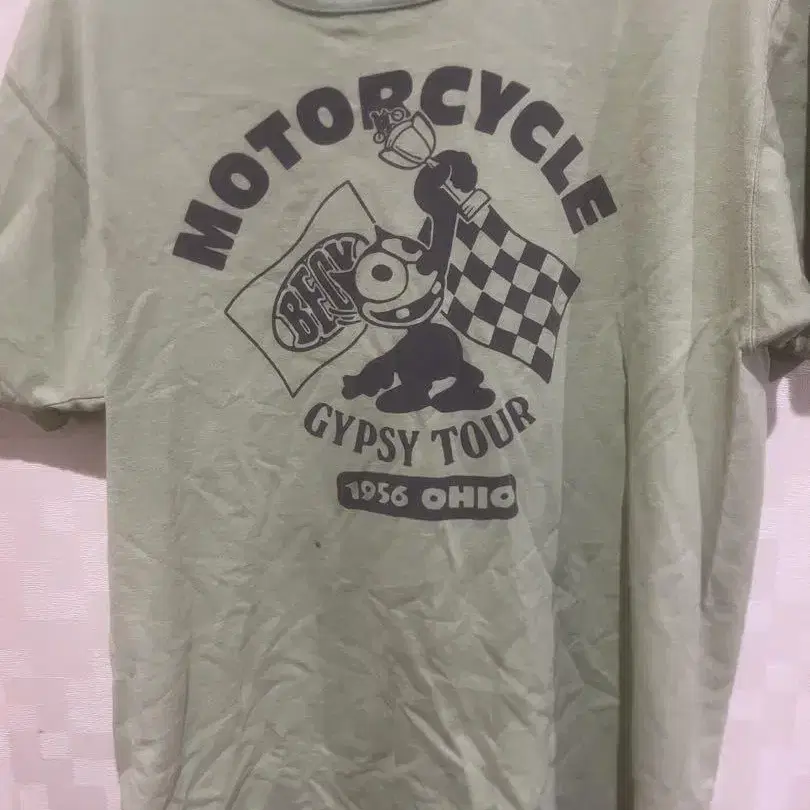 MOTORCYCLE
BECK
GYPSY TOUR
1956 OHIO